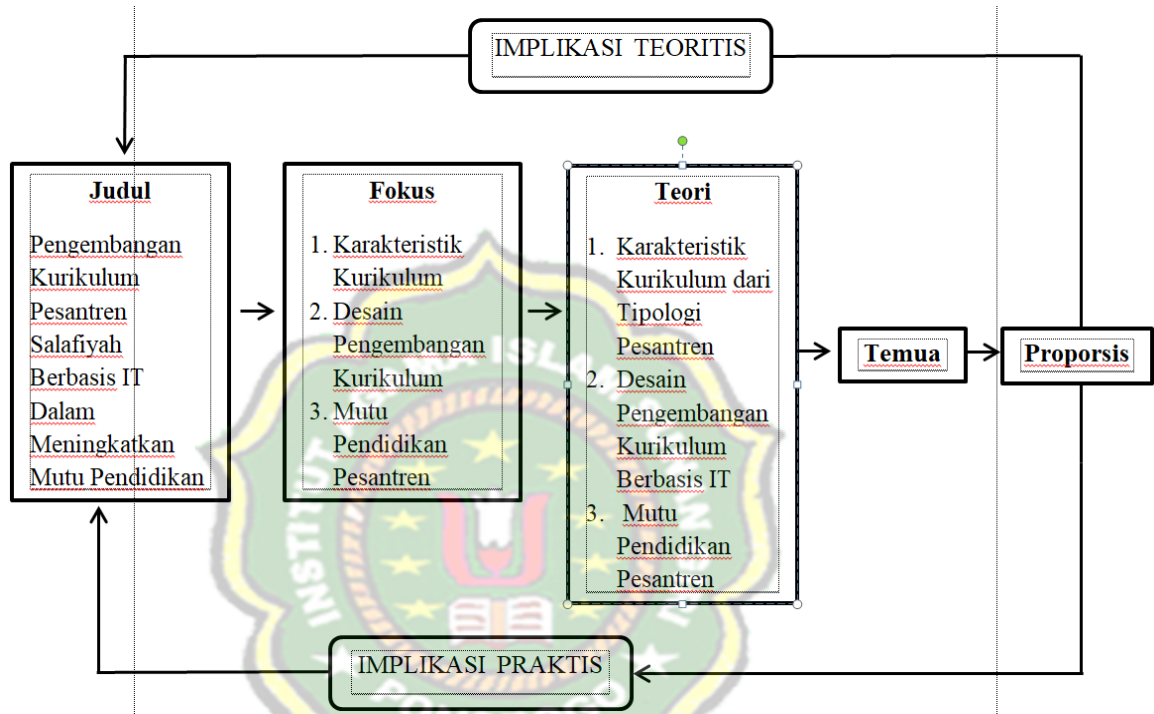 IMPLIKASI TEORITIS
Judul
Pengembangan
Kurikulum
Pesantren
Salafiyah
Berbasis IT
Dalam
Meningkatkan
Mutu Pendidikan
Fokus
1. Karakteristik
Kurikulum
2. Desain
Pengembangan
Kurikulum
3. Mutu
Pendidikan
Pesantren
Teori
1. Karakteristik
Kurikulum dari
Tipologi
Pesantren
2. Desain
Pengembangan
Kurikulum
Berbasis IT
3. Mutu
Pendidikan
Pesantren
Temua
Proporsis
IMPLIKASI PRAKTIS
INSTITUT
ISLAM